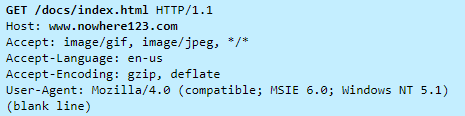 GET /docs/index.html HTTP/1.1
Host: www.nowhere123.com
Accept: image/gif, image/jpeg, */*
Accept-Language: en-us
Accept-Encoding: gzip, deflate
User-Agent: Mozilla/4.0 (compatible; MSIE 6.0; Windows NT 5.1)
(blank line)